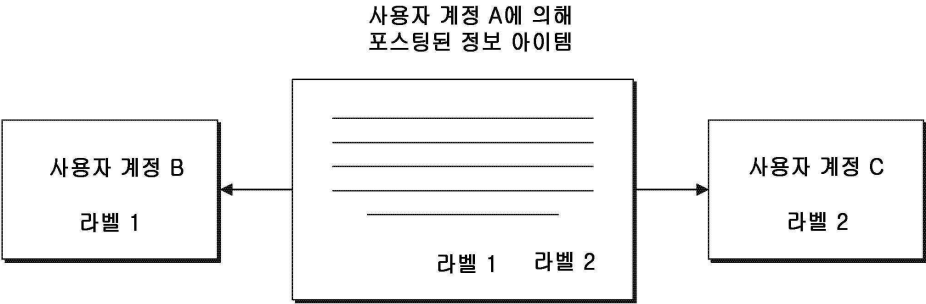 사용자 계정 A에 의해
포스팅된 정보 아이템
사용자 계정 B
라벨 1
라벨 1
라벨 2
사용자 계정 C
라벨 2